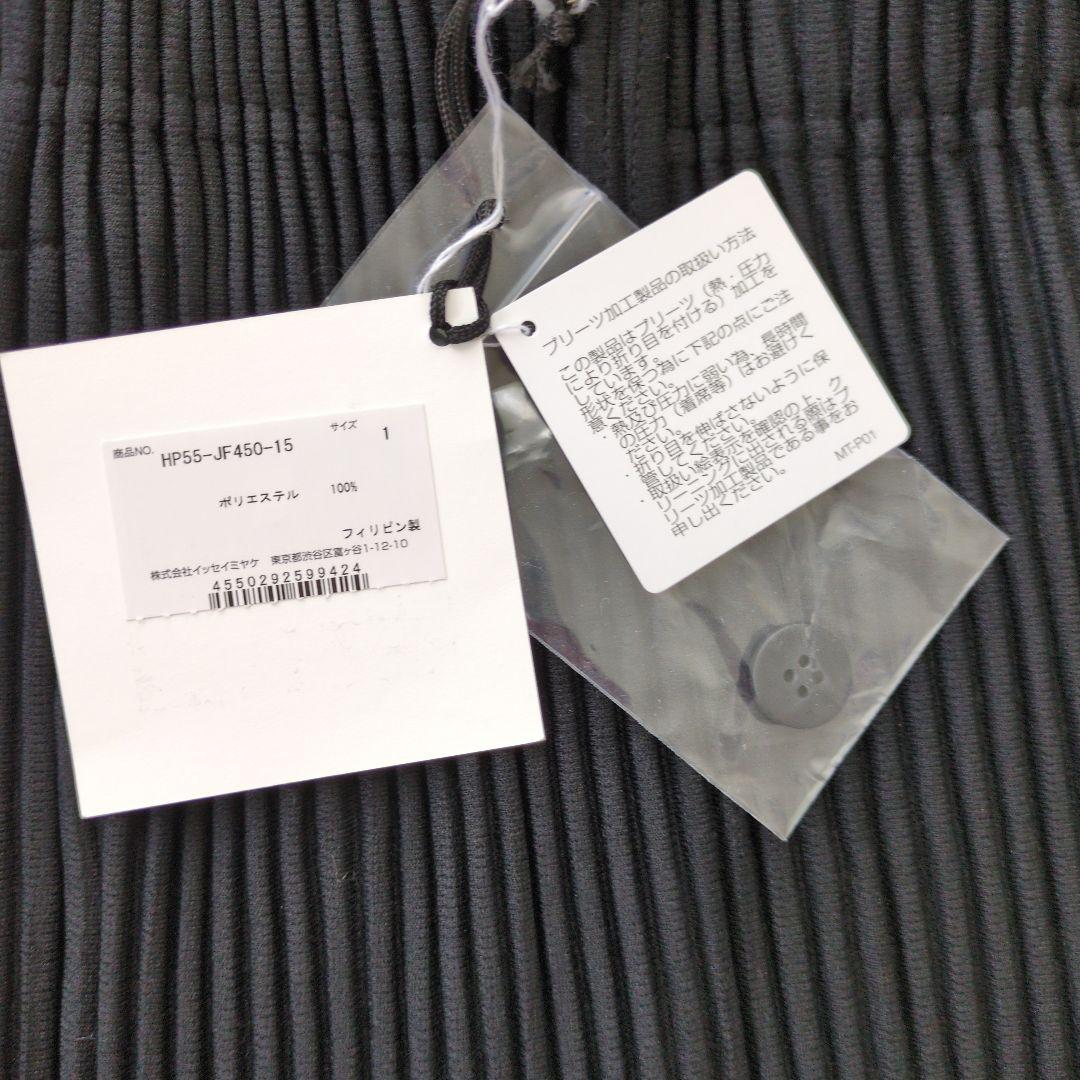 商品NO. HP55-JF450-15 サイズ 1
ポリエステル 100%
フィリピン製
株式会社イッセイミヤケ 東京都渋谷区富ヶ谷1-12-10
4550292599424
プリーツ加工製品の取扱い方法
この製品はプリーツ(熱・圧力
により折り目を付ける)加工を
しています。
形状を保つ為に下記の点にご注
意ください。
・熱及び圧力に弱い為、長時間
の圧力(着席等)はお避けく
ださい。
・折り目を伸ばさないように保
管してください。
・取扱い絵表示を確認の上、ク
リーニングに出される際はプ
リーツ加工製品である事をお
申し出ください。
MT-P01